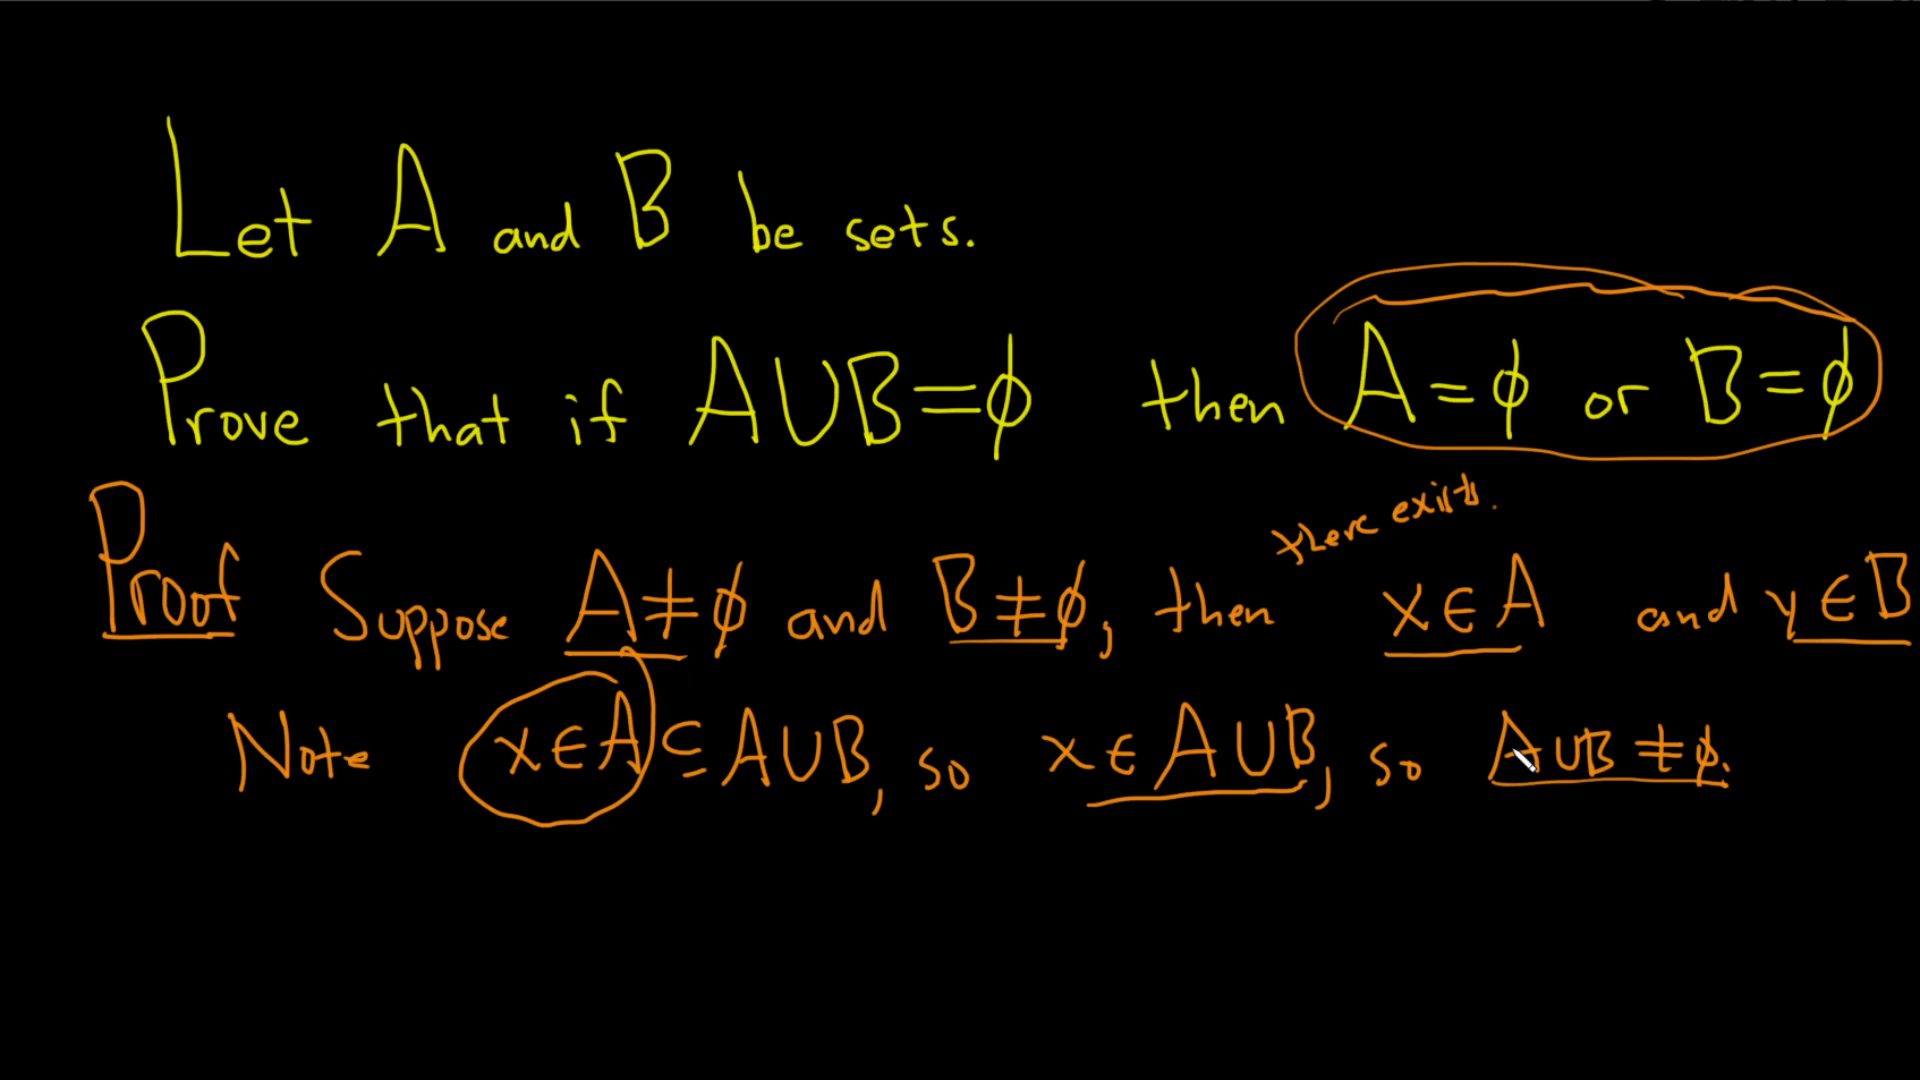 Let A and B be sets.
Prove that if A∪B=ϕ then A=ϕ or B=ϕ
there exists.
Proof Suppose A≠ϕ and B≠ϕ, then x∈A and y∈B
Note x∈A⊆A∪B, so x∈A∪B, so A∪B≠ϕ.